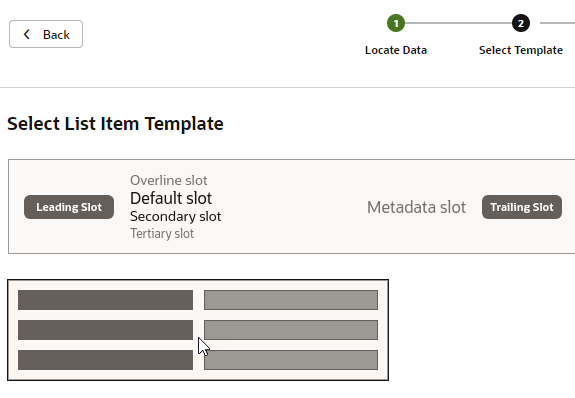 Back
1
2
Locate Data
Select Template
Select List Item Template
Overline slot
Leading Slot
Default slot
Secondary slot
Tertiary slot
Metadata slot
Trailing Slot